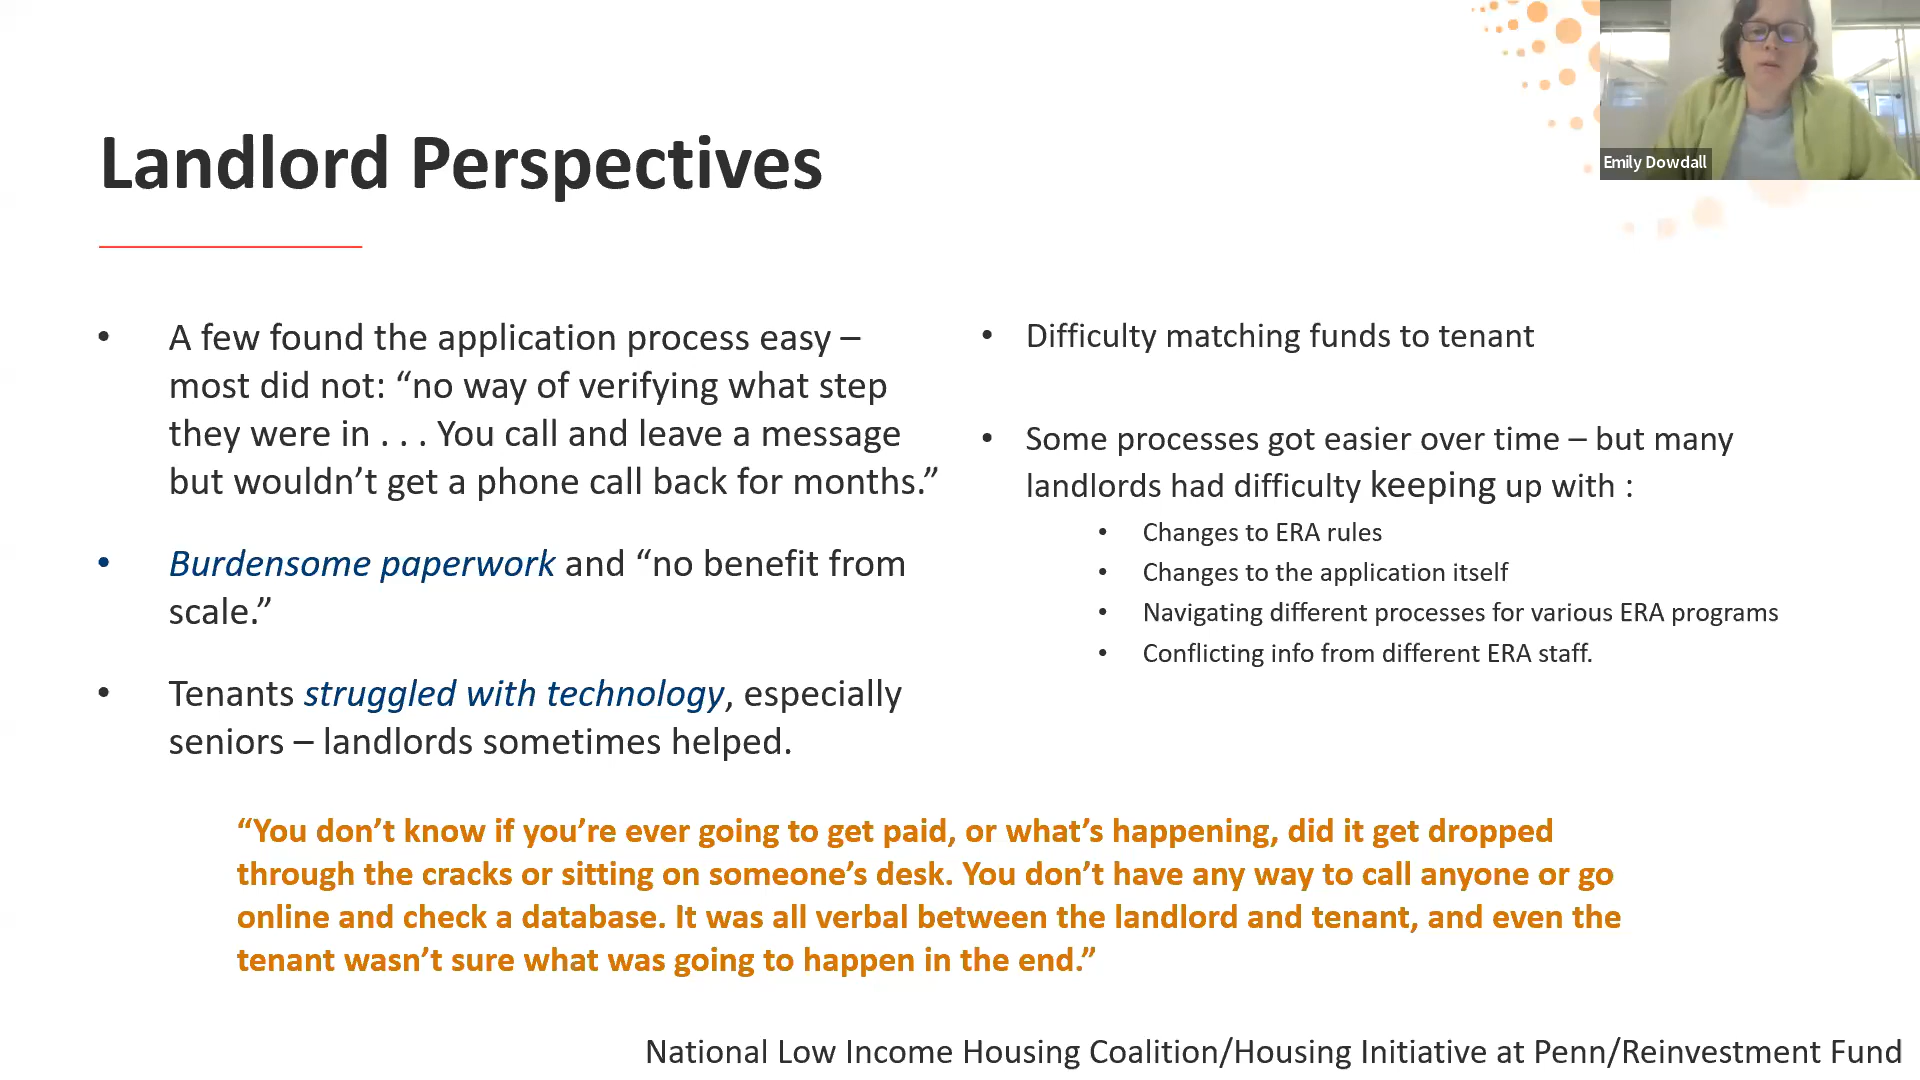 Emily Dowdall
Landlord Perspectives
• A few found the application process easy –
most did not: “no way of verifying what step
they were in . . . You call and leave a message
but wouldn’t get a phone call back for months.”
• Burdensome paperwork and “no benefit from
scale.”
• Tenants struggled with technology, especially
seniors – landlords sometimes helped.
• Difficulty matching funds to tenant
• Some processes got easier over time – but many
landlords had difficulty keeping up with :
• Changes to ERA rules
• Changes to the application itself
• Navigating different processes for various ERA programs
• Conflicting info from different ERA staff.
“You don’t know if you’re ever going to get paid, or what’s happening, did it get dropped
through the cracks or sitting on someone’s desk. You don’t have any way to call anyone or go
online and check a database. It was all verbal between the landlord and tenant, and even the
tenant wasn’t sure what was going to happen in the end.”
National Low Income Housing Coalition/Housing Initiative at Penn/Reinvestment Fund